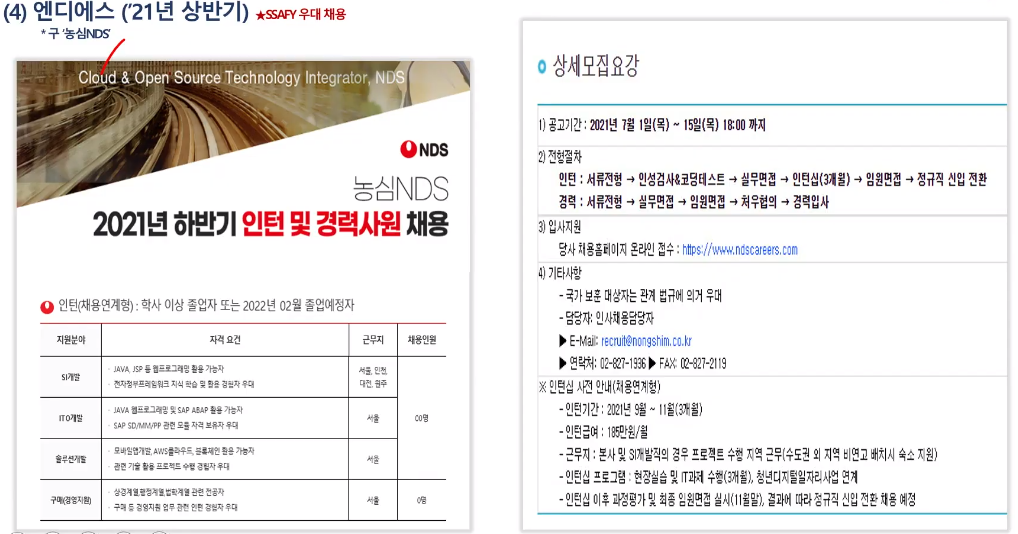 (4) 엔디에스 ('21년 상반기) ★SSAFY 우대 채용
* 구 '농심NDS'
Cloud & Open Source Technology Integrator, NDS
NDS
농심NDS
2021년 하반기 인턴 및 경력사원 채용
인턴(채용연계형) : 학사 이상 졸업자 또는 2022년 02월 졸업예정자
지원분야 자격 요건 근무지 채용인원
SI개발
· JAVA, JSP 등 웹프로그래밍 활용 가능자
· 전자정부프레임워크 지식 학습 및 활용 경험자 우대
서울, 인천,
대전, 원주
ITO개발
· JAVA 웹프로그래밍 및 SAP ABAP 활용 가능자
· SAP SD/MM/PP 관련 모듈 자격 보유자 우대
서울
00명
솔루션개발
· 모바일앱개발, AWS클라우드, 블록체인 활용 가능자
· 관련 기술 활용 프로젝트 수행 경험자 우대
서울
구매(경영지원)
· 상경계열,행정계열,법학계열 관련 전공자
· 구매 등 경영지원 업무 관련 인턴 경험자 우대
서울
0명
상세모집요강
1) 공고기간 : 2021년 7월 1일(목) ~ 15일(목) 18:00 까지
2) 전형절차
인턴 : 서류전형 → 인성검사&코딩테스트 → 실무면접 → 인턴십(3개월) → 임원면접 → 정규직 신입 전환
경력 : 서류전형 → 실무면접 → 임원면접 → 처우협의 → 경력입사
3) 입사지원
당사 채용홈페이지 온라인 접수 : https://www.ndscareers.com
4) 기타사항
- 국가 보훈 대상자는 관계 법규에 의거 우대
- 담당자: 인사채용담당자
▶ E-Mail: recruit@nongshim.co.kr
▶ 연락처: 02-827-1936 ▶ FAX: 02-827-2119
※ 인턴십 사전 안내(채용연계형)
- 인턴기간 : 2021년 9월 ~ 11월(3개월)
- 인턴급여 : 185만원/월
- 근무지 : 본사 및 SI개발직의 경우 프로젝트 수행 지역 근무(수도권 외 지역 비연고 배치시 숙소 지원)
- 인턴십 프로그램 : 현장실습 및 IT과제 수행(3개월), 청년디지털일자리사업 연계
- 인턴십 이후 과정평가 및 최종 임원면접 실시(11월말), 결과에 따라 정규직 신입 전환 채용 예정